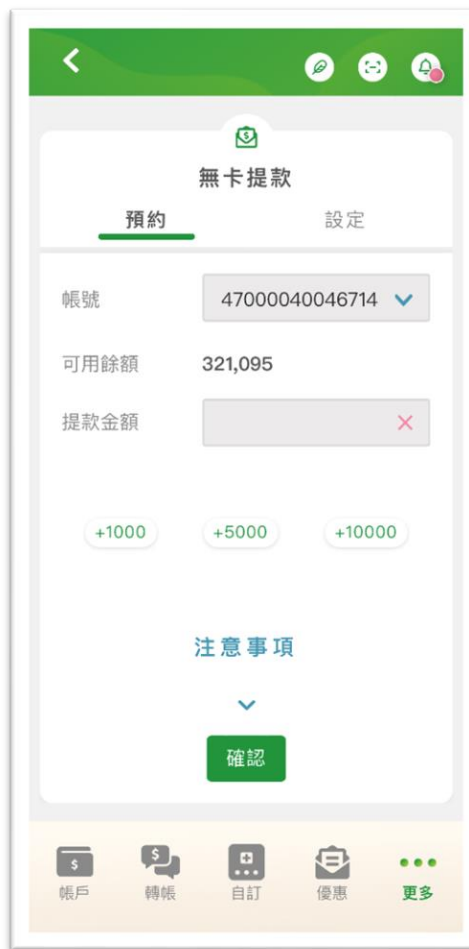 無卡提款
預約 設定
帳號 47000040046714
可用餘額 321,095
提款金額
+1000 +5000 +10000
注意事項
確認
帳戶 轉帳 自訂 優惠 更多